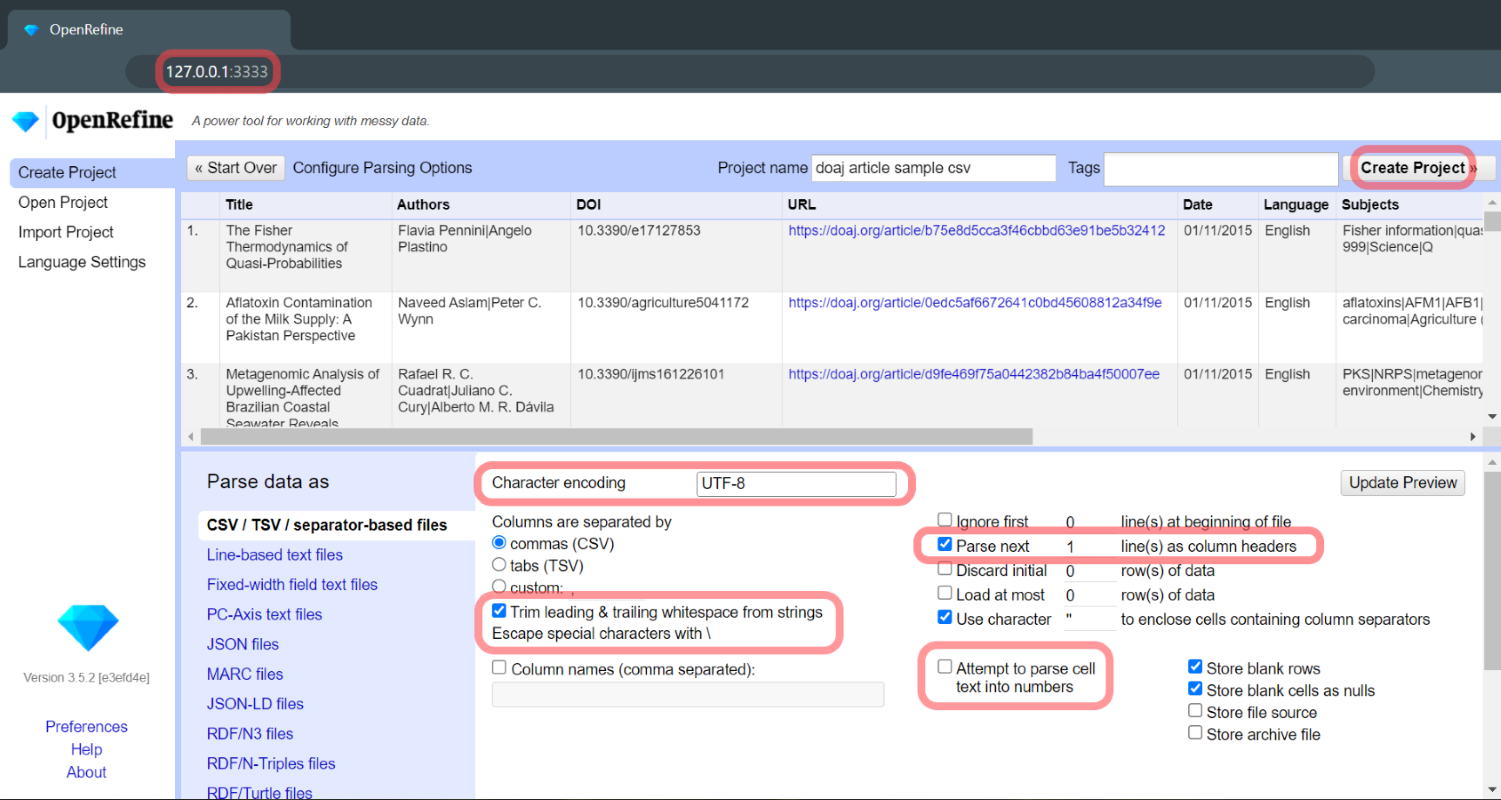 OpenRefine
127.0.0.1:3333
OpenRefine A power tool for working with messy data.
Create Project
Open Project
Import Project
Language Settings
« Start Over Configure Parsing Options Project name doaj article sample csv Tags Create Project »
Title Authors DOI URL Date Language Subjects
1. The Fisher Thermodynamics of Quasi-Probabilities Flavia Pennini|Angelo Plastino 10.3390/e17127853 https://doaj.org/article/b75e8d5cca3f46cbbd63e91be5b32412 01/11/2015 English Fisher information|quas 999|Science|Q
2. Aflatoxin Contamination of the Milk Supply: A Pakistan Perspective Naveed Aslam|Peter C. Wynn 10.3390/agriculture5041172 https://doaj.org/article/0edc5af6672641c0bd45608812a34f9e 01/11/2015 English aflatoxins|AFM1|AFB1| carcinoma|Agriculture (
3. Metagenomic Analysis of Upwelling-Affected Brazilian Coastal Seawater Reveals Rafael R. C. Cuadrat|Juliano C. Cury|Alberto M. R. Dávila 10.3390/ijms161226101 https://doaj.org/article/d9fe469f75a0442382b84ba4f50007ee 01/11/2015 English PKS|NRPS|metagenor environment|Chemistry
Parse data as
CSV / TSV / separator-based files
Line-based text files
Fixed-width field text files
PC-Axis text files
JSON files
MARC files
JSON-LD files
RDF/N3 files
RDF/N-Triples files
RDF/Turtle files
Version 3.5.2 [e3efd4e]
Preferences
Help
About
Character encoding UTF-8
Update Preview
Columns are separated by
commas (CSV)
tabs (TSV)
custom: ,
Trim leading & trailing whitespace from strings
Escape special characters with \
Column names (comma separated):
Ignore first 0 line(s) at beginning of file
Parse next 1 line(s) as column headers
Discard initial 0 row(s) of data
Load at most 0 row(s) of data
Use character " to enclose cells containing column separators
Attempt to parse cell
text into numbers
Store blank rows
Store blank cells as nulls
Store file source
Store archive file